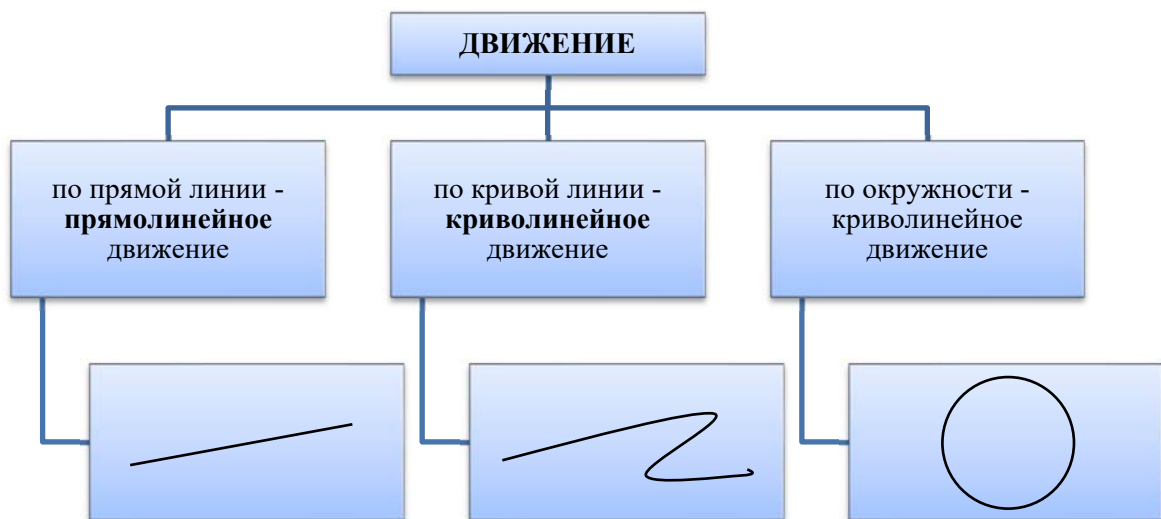 ДВИЖЕНИЕ
по прямой линии -
прямолинейное
движение
по кривой линии -
криволинейное
движение
по окружности -
криволинейное
движение